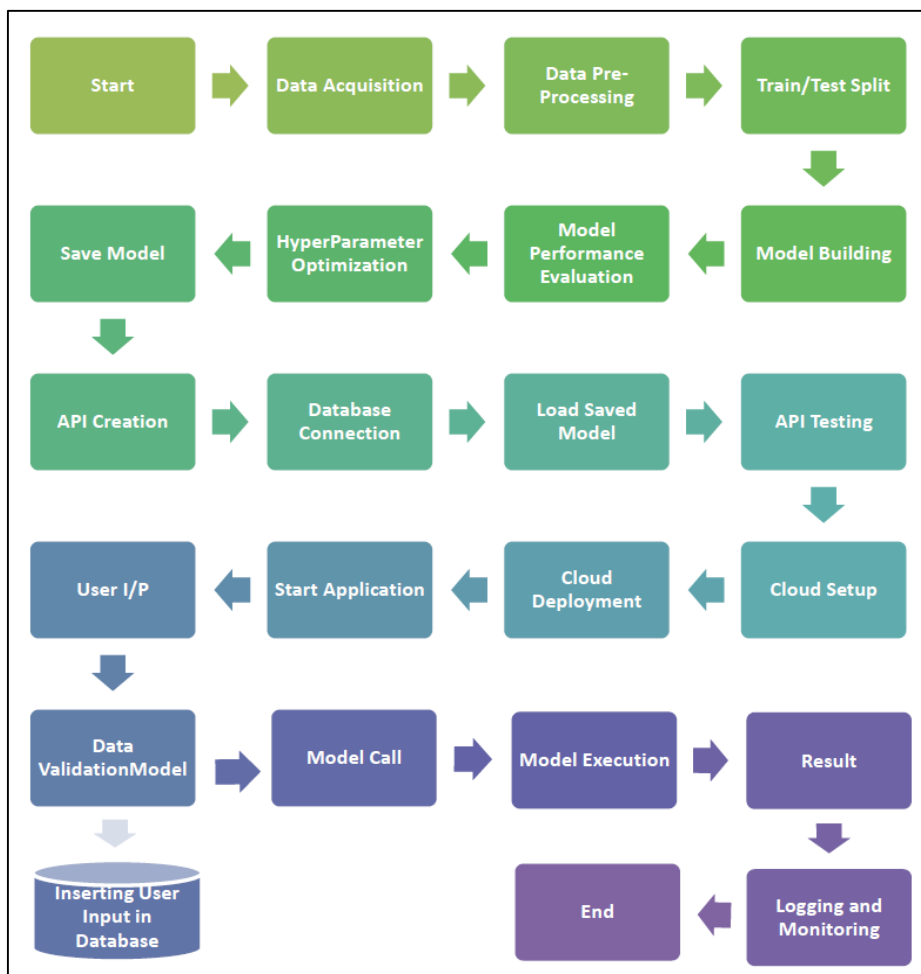 Start
Data Acquisition
Data Pre-
Processing
Train/Test Split
Save Model
HyperParameter
Optimization
Model
Performance
Evaluation
Model Building
API Creation
Database
Connection
Load Saved
Model
API Testing
User I/P
Start Application
Cloud
Deployment
Cloud Setup
Data
ValidationModel
Model Call
Model Execution
Result
Inserting User
Input in
Database
End
Logging and
Monitoring